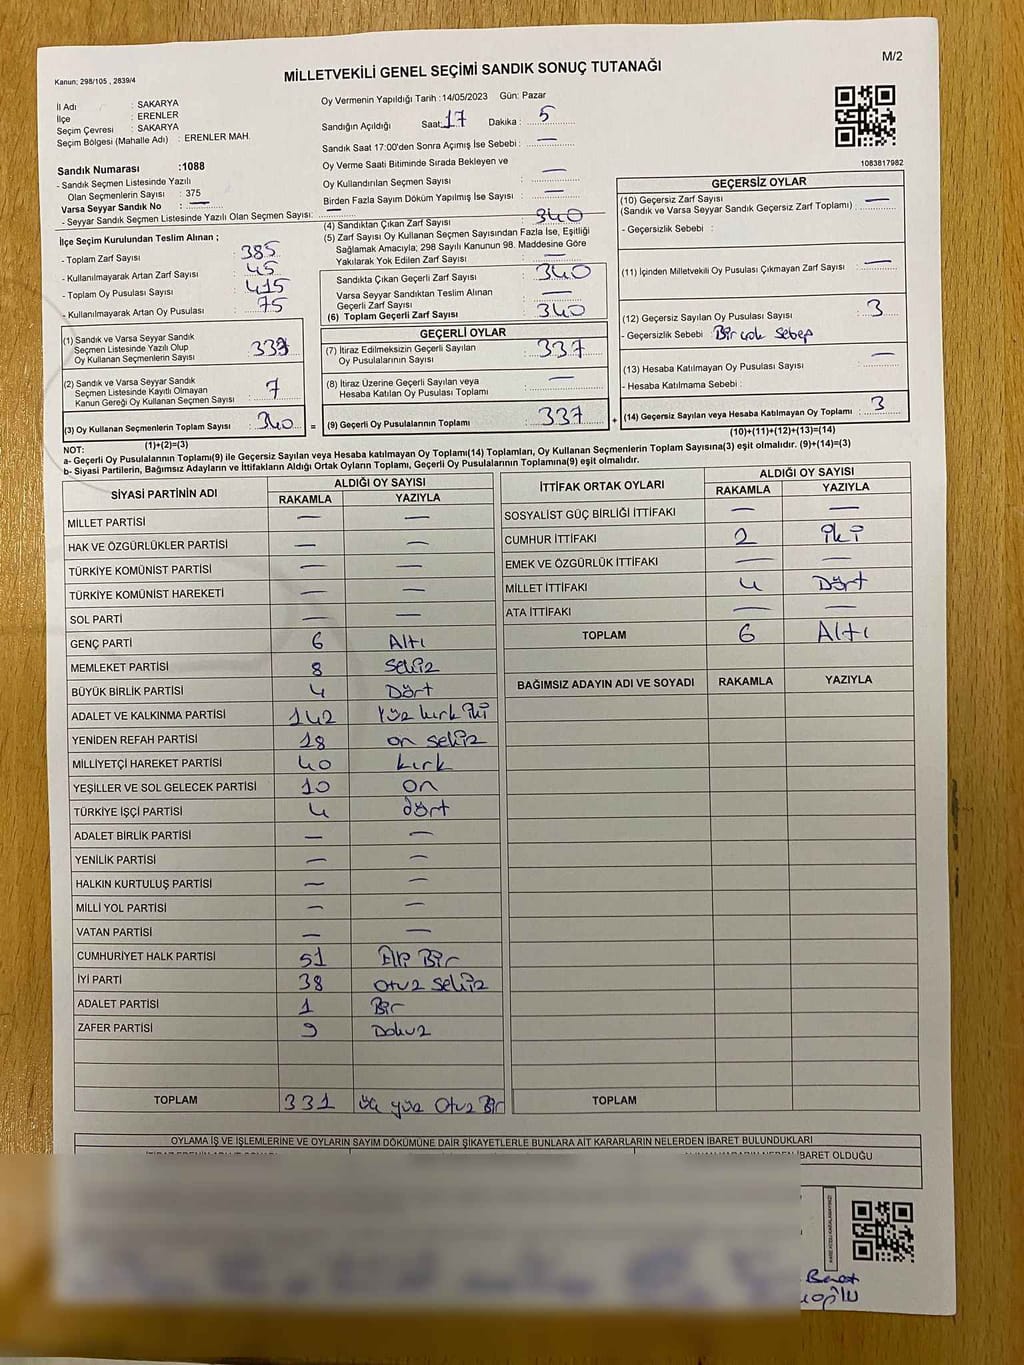 Kanun; 298/105 , 2839/4
MİLLETVEKİLİ GENEL SEÇİMİ SANDIK SONUÇ TUTANAĞI
M/2
İl Adı : SAKARYA
İlçe : ERENLER
Seçim Çevresi : SAKARYA
Seçim Bölgesi (Mahalle Adı) : ERENLER MAH.
Sandık Numarası :1088
- Sandık Seçmen Listesinde Yazılı
Olan Seçmenlerin Sayısı : 375
Varsa Seyyar Sandık No : —
- Seyyar Sandık Seçmen Listesinde Yazılı Olan Seçmen Sayısı:
Oy Vermenin Yapıldığı Tarih :14/05/2023 Gün: Pazar
Sandığın Açıldığı Saat: 17 Dakika : 5
Sandık Saat 17:00'den Sonra Açımış İse Sebebi : —
Oy Verme Saati Bitiminde Sırada Bekleyen ve
Oy Kullandırılan Seçmen Sayısı : —
Birden Fazla Sayım Döküm Yapılmış İse Sayısı : —
1083817982
İlçe Seçim Kurulundan Teslim Alınan ;
- Toplam Zarf Sayısı : 385
- Kullanılmayarak Artan Zarf Sayısı : 45
- Toplam Oy Pusulası Sayısı : 415
- Kullanılmayarak Artan Oy Pusulası : 75
(1) Sandık ve Varsa Seyyar Sandık
Seçmen Listesinde Yazılı Olup
Oy Kullanan Seçmenlerin Sayısı : 333
(2) Sandık ve Varsa Seyyar Sandık
Seçmen Listesinde Kayıtlı Olmayan
Kanun Gereği Oy Kullanan Seçmen Sayısı : 7
(3) Oy Kullanan Seçmenlerin Toplam Sayısı : 340
(1)+(2)=(3)
(4) Sandıktan Çıkan Zarf Sayısı : 340
(5) Zarf Sayısı Oy Kullanan Seçmen Sayısından Fazla İse, Eşitliği
Sağlamak Amacıyla; 298 Sayılı Kanunun 98. Maddesine Göre
Yakılarak Yok Edilen Zarf Sayısı : —
Sandıkta Çıkan Geçerli Zarf Sayısı : 340
Varsa Seyyar Sandıktan Teslim Alınan
Geçerli Zarf Sayısı : —
(6) Toplam Geçerli Zarf Sayısı : 340
GEÇERLİ OYLAR
(7) İtiraz Edilmeksizin Geçerli Sayılan
Oy Pusulalarının Sayısı : 337
(8) İtiraz Üzerine Geçerli Sayılan veya
Hesaba Katılan Oy Pusulası Toplamı : —
= (9) Geçerli Oy Pusulalarının Toplamı : 337 +
GEÇERSİZ OYLAR
(10) Geçersiz Zarf Sayısı : —
(Sandık ve Varsa Seyyar Sandık Geçersiz Zarf Toplamı)
- Geçersizlik Sebebi :
(11) İçinden Milletvekili Oy Pusulası Çıkmayan Zarf Sayısı : —
(12) Geçersiz Sayılan Oy Pusulası Sayısı : 3
- Geçersizlik Sebebi : Bir çok sebep
(13) Hesaba Katılmayan Oy Pusulası Sayısı : —
- Hesaba Katılmama Sebebi :
(14) Geçersiz Sayılan veya Hesaba Katılmayan Oy Toplamı : 3
(10)+(11)+(12)+(13)=(14)
NOT:
a- Geçerli Oy Pusulalarının Toplamı(9) ile Geçersiz Sayılan veya Hesaba Katılmayan Oy Toplamı(14) Toplamları, Oy Kullanan Seçmenlerin Toplam Sayısına(3) eşit olmalıdır. (9)+(14)=(3)
b- Siyasi Partilerin, Bağımsız Adayların ve İttifakların Aldığı Ortak Oyların Toplamı, Geçerli Oy Pusulalarının Toplamına(9) eşit olmalıdır.
SİYASİ PARTİNİN ADI ALDIĞI OY SAYISI
RAKAMLA YAZIYLA
MİLLET PARTİSİ — —
HAK VE ÖZGÜRLÜKLER PARTİSİ — —
TÜRKİYE KOMÜNİST PARTİSİ — —
TÜRKİYE KOMÜNİST HAREKETİ — —
SOL PARTİ — —
GENÇ PARTİ 6 Altı
MEMLEKET PARTİSİ 8 sekiz
BÜYÜK BİRLİK PARTİSİ 4 Dört
ADALET VE KALKINMA PARTİSİ 142 Yüz kırk iki
YENİDEN REFAH PARTİSİ 18 on sekiz
MİLLİYETÇİ HAREKET PARTİSİ 40 kırk
YEŞİLLER VE SOL GELECEK PARTİSİ 10 on
TÜRKİYE İŞÇİ PARTİSİ 4 dört
ADALET BİRLİK PARTİSİ — —
YENİLİK PARTİSİ — —
HALKIN KURTULUŞ PARTİSİ — —
MİLLİ YOL PARTİSİ — —
VATAN PARTİSİ — —
CUMHURİYET HALK PARTİSİ 51 Elli Bir
İYİ PARTİ 38 otuz sekiz
ADALET PARTİSİ 1 Bir
ZAFER PARTİSİ 9 Dokuz
TOPLAM 331 üç yüz Otuz Bir
İTTİFAK ORTAK OYLARI ALDIĞI OY SAYISI
RAKAMLA YAZIYLA
SOSYALİST GÜÇ BİRLİĞİ İTTİFAKI — —
CUMHUR İTTİFAKI 2 iki
EMEK VE ÖZGÜRLÜK İTTİFAKI — —
MİLLET İTTİFAKI 4 Dört
ATA İTTİFAKI — —
TOPLAM 6 Altı
BAĞIMSIZ ADAYIN ADI VE SOYADI RAKAMLA YAZIYLA
TOPLAM
OYLAMA İŞ VE İŞLEMLERİNE VE OYLARIN SAYIM DÖKÜMÜNE DAİR ŞİKAYETLERLE BUNLARA AİT KARARLARIN NELERDEN İBARET BULUNDUKLARI
İBARET OLDUĞU